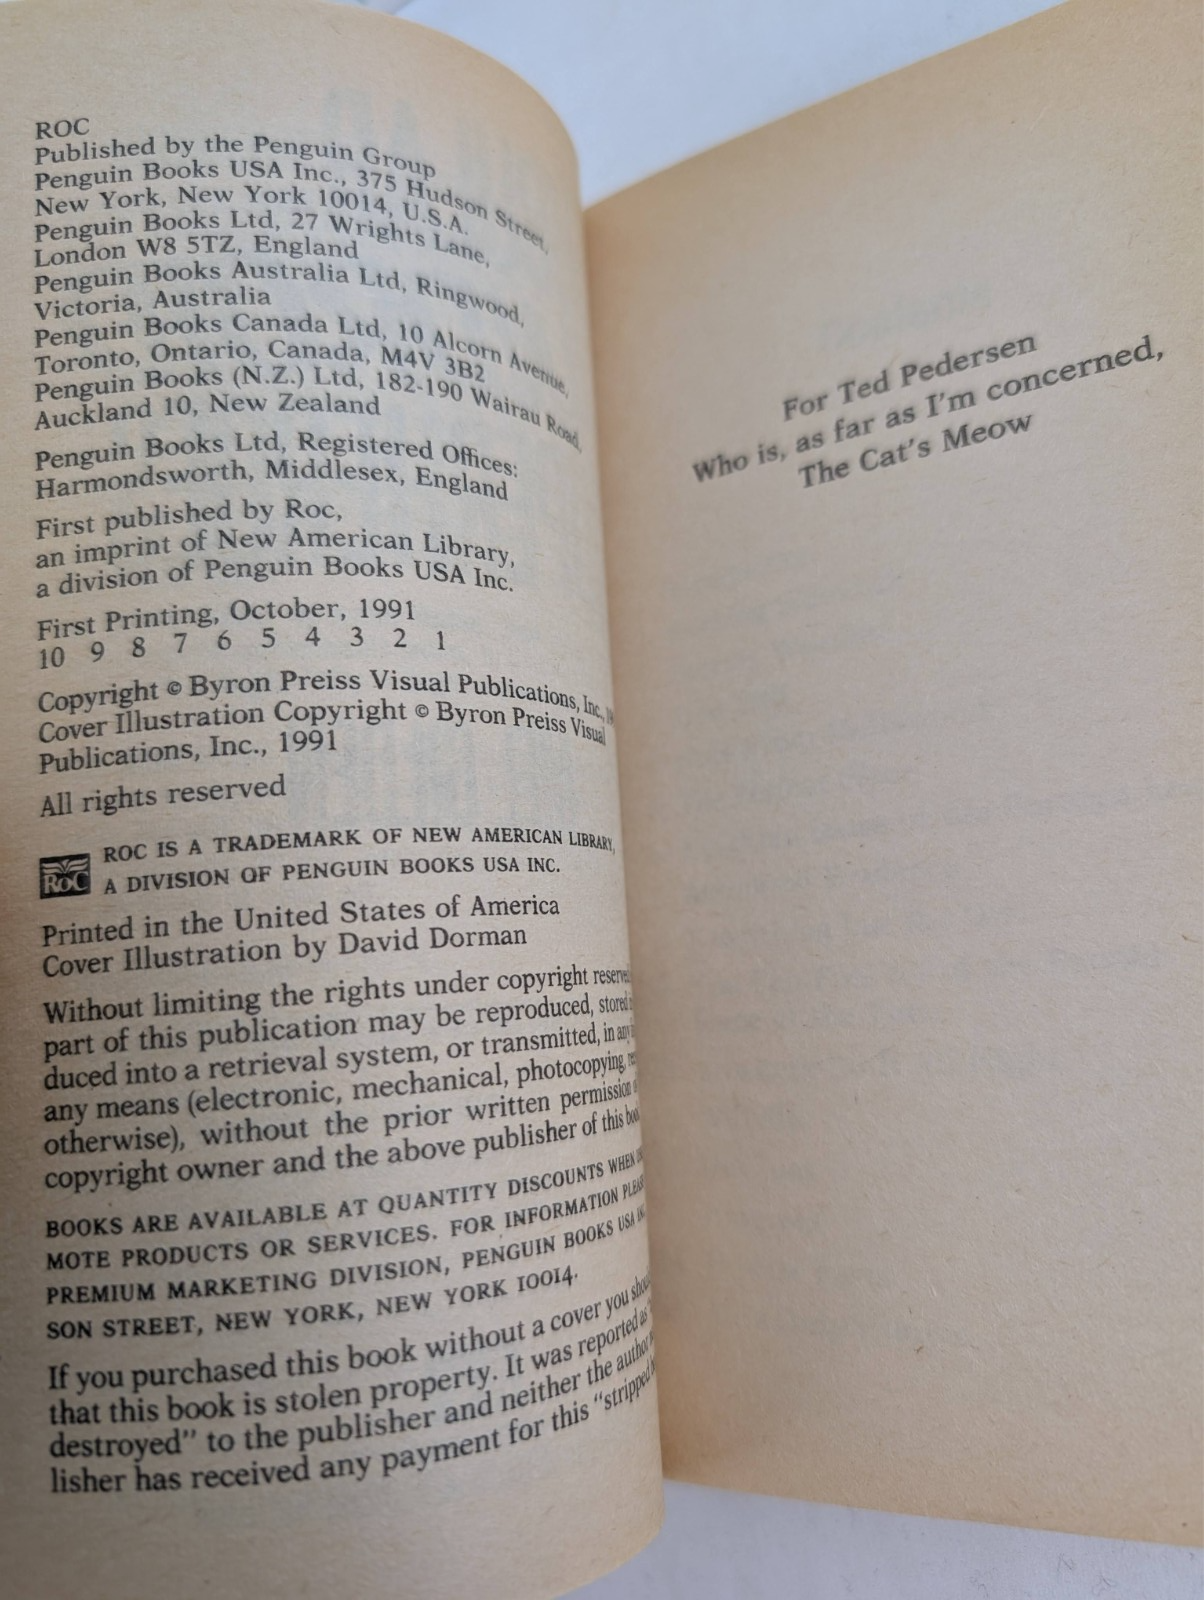 ROC
Published by the Penguin Group
Penguin Books USA Inc., 375 Hudson Street,
New York, New York 10014, U.S.A.
Penguin Books Ltd, 27 Wrights Lane,
London W8 5TZ, England
Penguin Books Australia Ltd, Ringwood,
Victoria, Australia
Penguin Books Canada Ltd, 10 Alcorn Avenue,
Toronto, Ontario, Canada, M4V 3B2
Penguin Books (N.Z.) Ltd, 182-190 Wairau Road,
Auckland 10, New Zealand
Penguin Books Ltd, Registered Offices:
Harmondsworth, Middlesex, England
First published by Roc,
an imprint of New American Library,
a division of Penguin Books USA Inc.
First Printing, October, 1991
10 9 8 7 6 5 4 3 2 1
Copyright © Byron Preiss Visual Publications, Inc.,
Cover Illustration Copyright © Byron Preiss Visual
Publications, Inc., 1991
All rights reserved
ROC
ROC IS A TRADEMARK OF NEW AMERICAN LIBRARY,
A DIVISION OF PENGUIN BOOKS USA INC.
Printed in the United States of America
Cover Illustration by David Dorman
Without limiting the rights under copyright
part of this publication may be reproduced, stored
duced into a retrieval system, or transmitted, in any
any means (electronic, mechanical, photocopying,
otherwise), without the prior written permission
copyright owner and the above publisher of this
BOOKS ARE AVAILABLE AT QUANTITY DISCOUNTS WHEN
MOTE PRODUCTS OR SERVICES. FOR INFORMATION
PREMIUM MARKETING DIVISION, PENGUIN BOOKS USA
SON STREET, NEW YORK, NEW YORK 10014.
If you purchased this book without a cover you
that this book is stolen property. It was reported as
destroyed" to the publisher and neither the author
lisher has received any payment for this "stripped
For Ted Pedersen
Who is, as far as I'm concerned,
The Cat's Meow